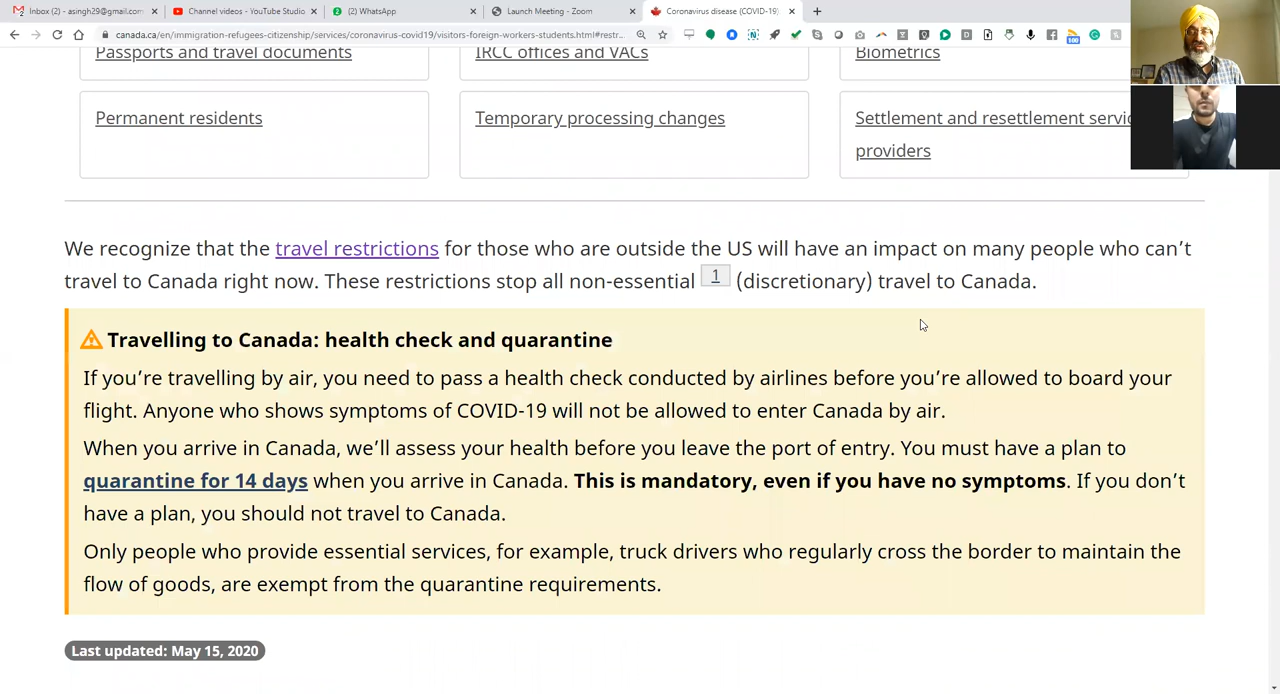 Inbox (2) - asingh29@gmail.com
Channel videos - YouTube Studio
(2) WhatsApp
Launch Meeting - Zoom
Coronavirus disease (COVID-19)
canada.ca/en/immigration-refugees-citizenship/services/coronavirus-covid19/visitors-foreign-workers-students.html#restr...
100
Passports and travel documents
IRCC offices and VACs
Biometrics
Permanent residents
Temporary processing changes
Settlement and resettlement servic
providers
We recognize that the travel restrictions for those who are outside the US will have an impact on many people who can't
travel to Canada right now. These restrictions stop all non-essential 1 (discretionary) travel to Canada.
Travelling to Canada: health check and quarantine
If you're travelling by air, you need to pass a health check conducted by airlines before you're allowed to board your
flight. Anyone who shows symptoms of COVID-19 will not be allowed to enter Canada by air.
When you arrive in Canada, we'll assess your health before you leave the port of entry. You must have a plan to
quarantine for 14 days when you arrive in Canada. This is mandatory, even if you have no symptoms. If you don't
have a plan, you should not travel to Canada.
Only people who provide essential services, for example, truck drivers who regularly cross the border to maintain the
flow of goods, are exempt from the quarantine requirements.
Last updated: May 15, 2020